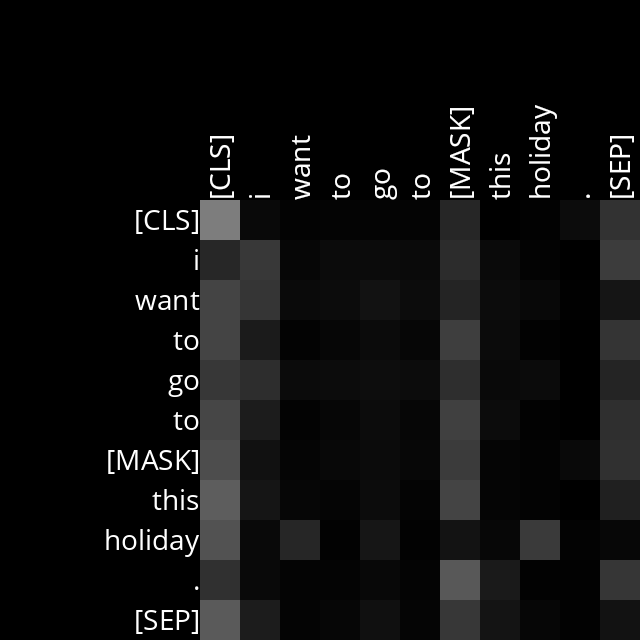 [CLS] i want to go to [MASK] this holiday . [SEP]
[CLS]
i
want
to
go
to
[MASK]
this
holiday
.
[SEP]